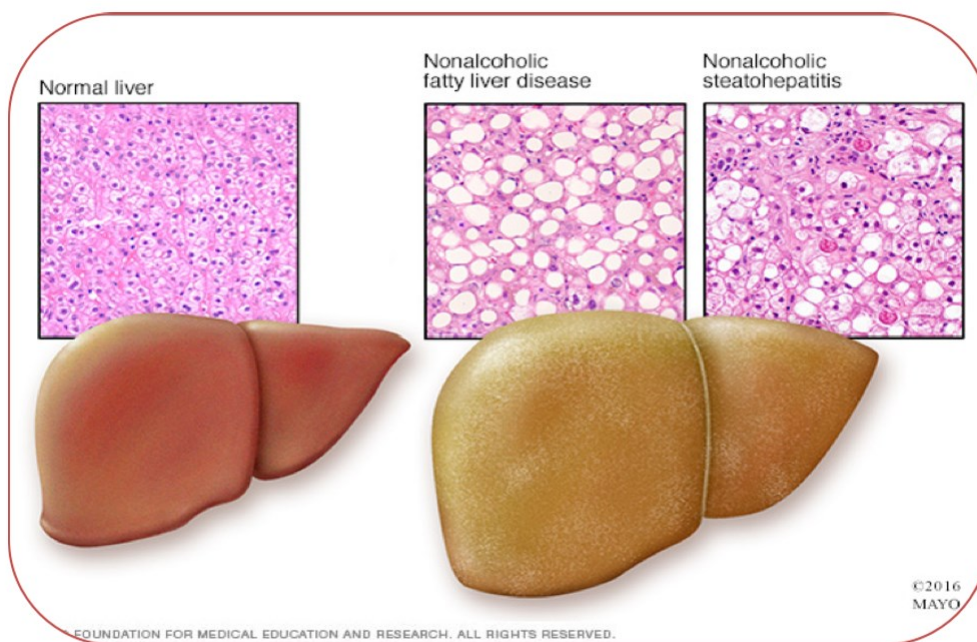 Normal liver
Nonalcoholic
fatty liver disease
Nonalcoholic
steatohepatitis
©2016
MAYO
FOUNDATION FOR MEDICAL EDUCATION AND RESEARCH. ALL RIGHTS RESERVED.